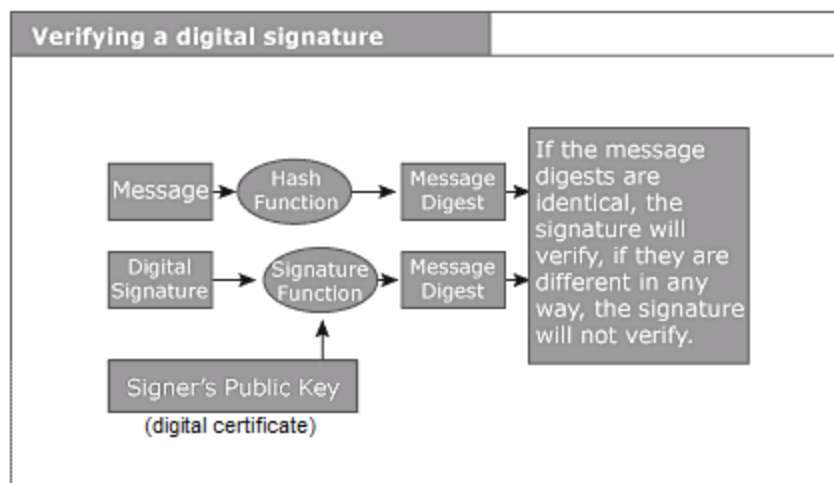 Verifying a digital signature
Message
Hash
Function
Message
Digest
If the message
digests are
identical, the
signature will
verify, if they are
different in any
way, the signature
will not verify.
Digital
Signature
Signature
Function
Message
Digest
Signer's Public Key
(digital certificate)